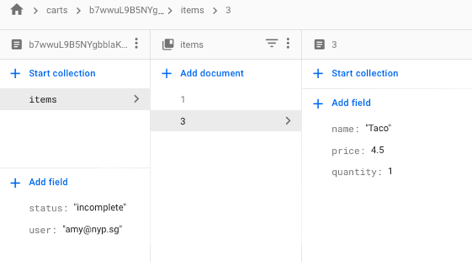 carts > b7wwuL9B5NYg_ > items > 3
b7wwuL9B5NYgbblaK...
Start collection
items
Add field
status: "incomplete"
user: "amy@nyp.sg"
items
Add document
1
3
3
Start collection
Add field
name: "Taco"
price: 4.5
quantity: 1